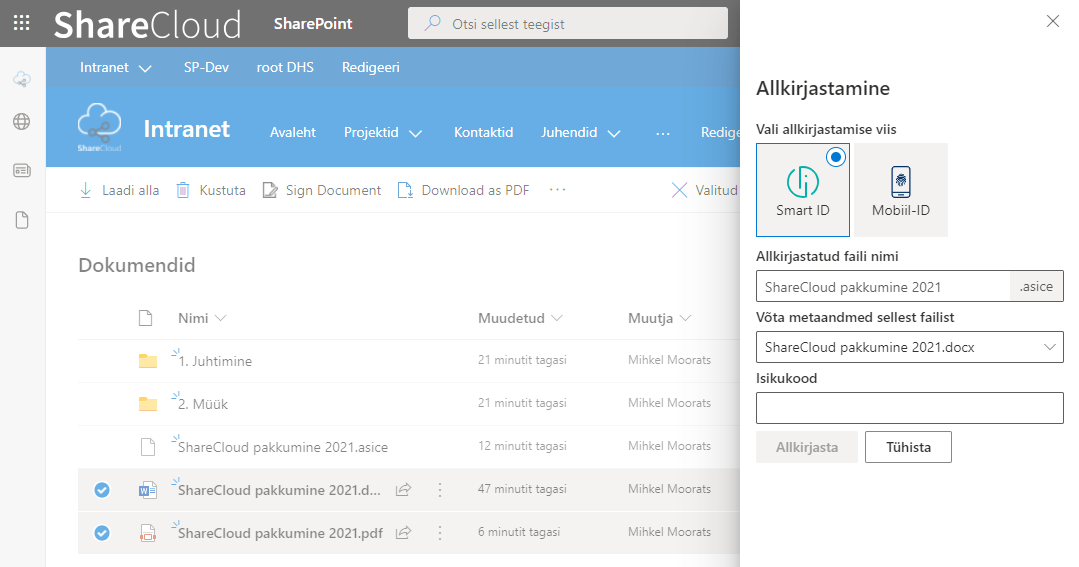 ShareCloud SharePoint Otsi sellest teegist
Intranet SP-Dev root DHS Redigeeri
ShareCloud Intranet Avaleht Projektid Kontaktid Juhendid ...
Laadi alla Kustuta Sign Document Download as PDF ... Valitud
Dokumendid
Nimi Muudetud Muutja
1. Juhtimine 21 minutit tagasi Mihkel Moorats
2. Müük 21 minutit tagasi Mihkel Moorats
ShareCloud pakkumine 2021.asice 12 minutit tagasi Mihkel Moorats
ShareCloud pakkumine 2021.d... 47 minutit tagasi Mihkel Moorats
ShareCloud pakkumine 2021.pdf 6 minutit tagasi Mihkel Moorats
Allkirjastamine
Vali allkirjastamise viis
Smart ID Mobiil-ID
Allkirjastatud faili nimi
ShareCloud pakkumine 2021 .asice
Võta metaandmed sellest failist
ShareCloud pakkumine 2021.docx
Isikukood
Allkirjasta Tühista